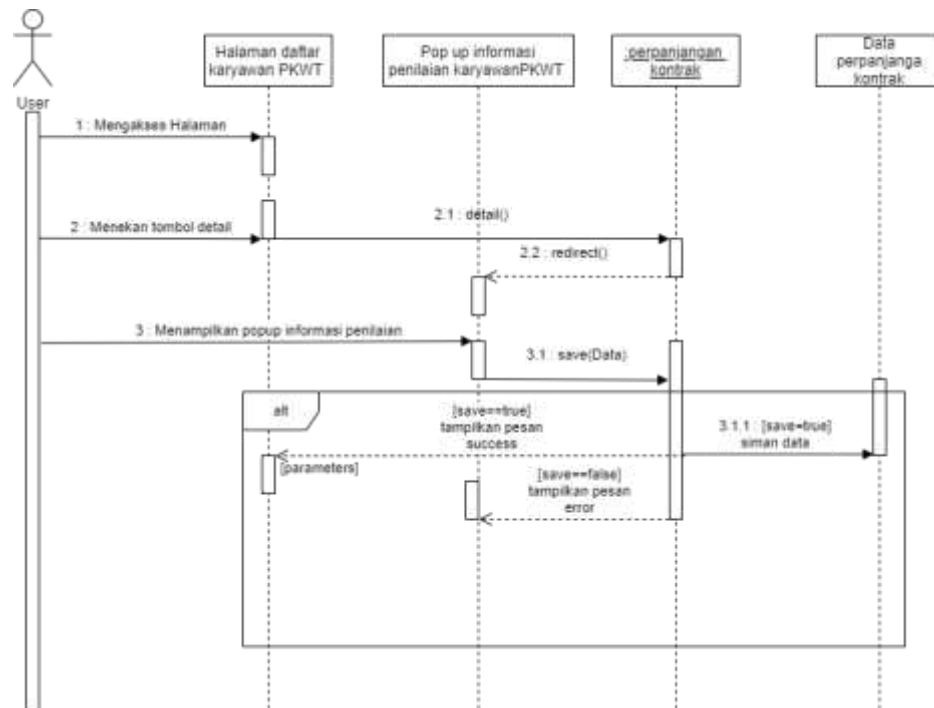 Halaman daftar
karyawan PKWT
Pop up informasi
penilaian karyawanPKWT
:perpanjangan
kontrak
Data
perpanjanga
kontrak
User
1 : Mengakses Halaman
2 : Menekan tombol detail
2.1 : detail()
2.2 : redirect()
3 : Menampilkan popup informasi penilaian
3.1 : save(Data)
alt
[save==true]
tampilkan pesan
success
3.1.1 : [save=true]
siman data
[parameters]
[save==false]
tampilkan pesan
error